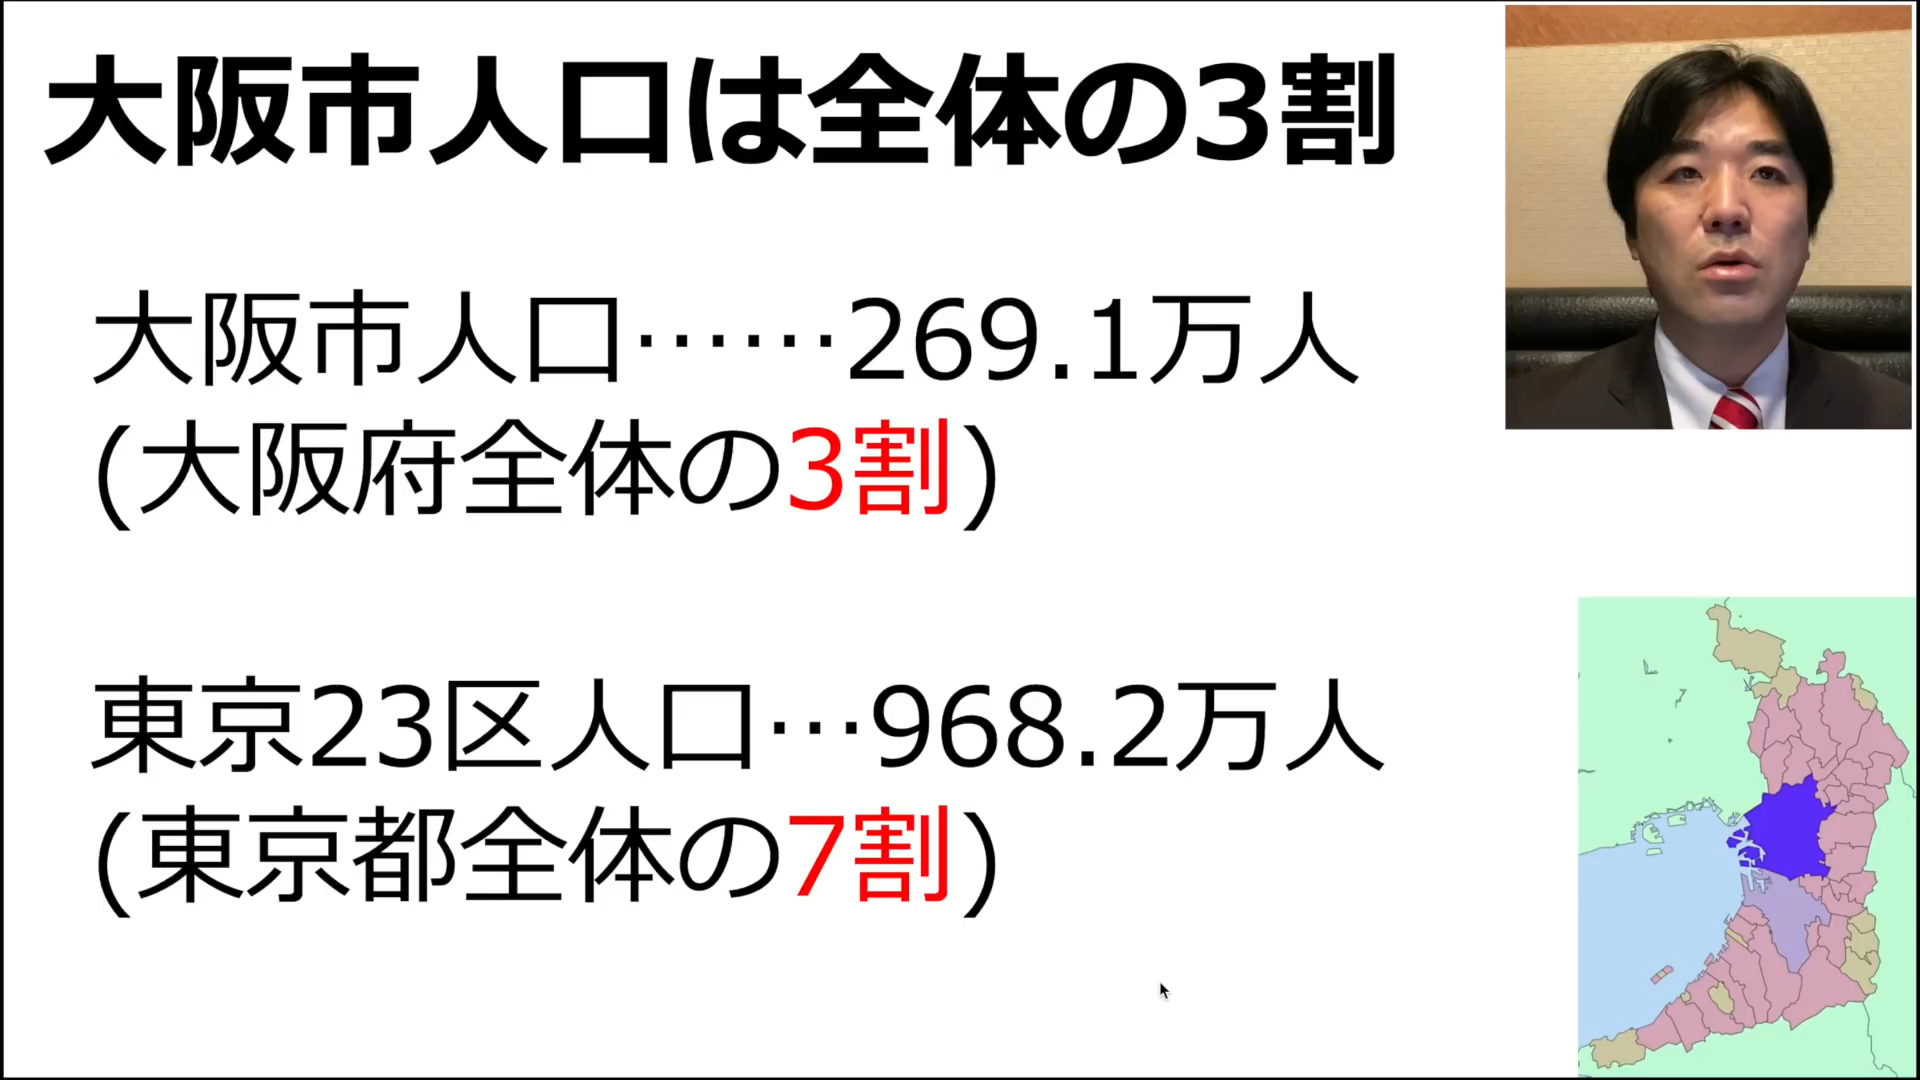 大阪市人口は全体の3割
大阪市人口……269.1万人
(大阪府全体の3割)
東京23区人口…968.2万人
(東京都全体の7割)